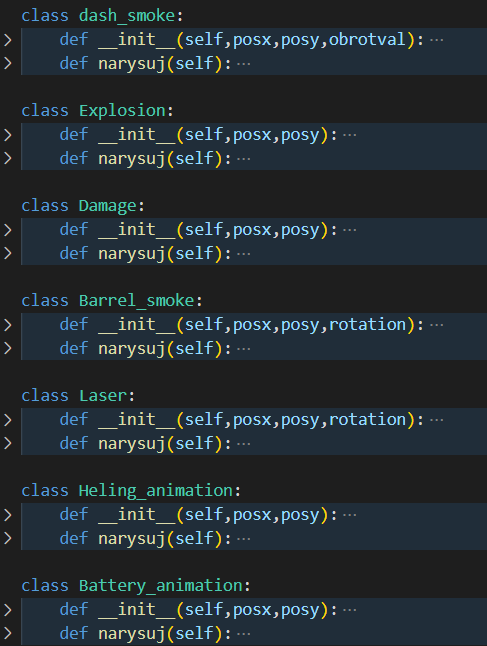 class dash_smoke:
def __init__(self,posx,posy,obrotval): ...
def narysuj(self): ...
class Explosion:
def __init__(self,posx,posy): ...
def narysuj(self): ...
class Damage:
def __init__(self,posx,posy): ...
def narysuj(self): ...
class Barrel_smoke:
def __init__(self,posx,posy,rotation): ...
def narysuj(self): ...
class Laser:
def __init__(self,posx,posy,rotation): ...
def narysuj(self): ...
class Heling_animation:
def __init__(self,posx,posy): ...
def narysuj(self): ...
class Battery_animation:
def __init__(self,posx,posy): ...
def narysuj(self): ...